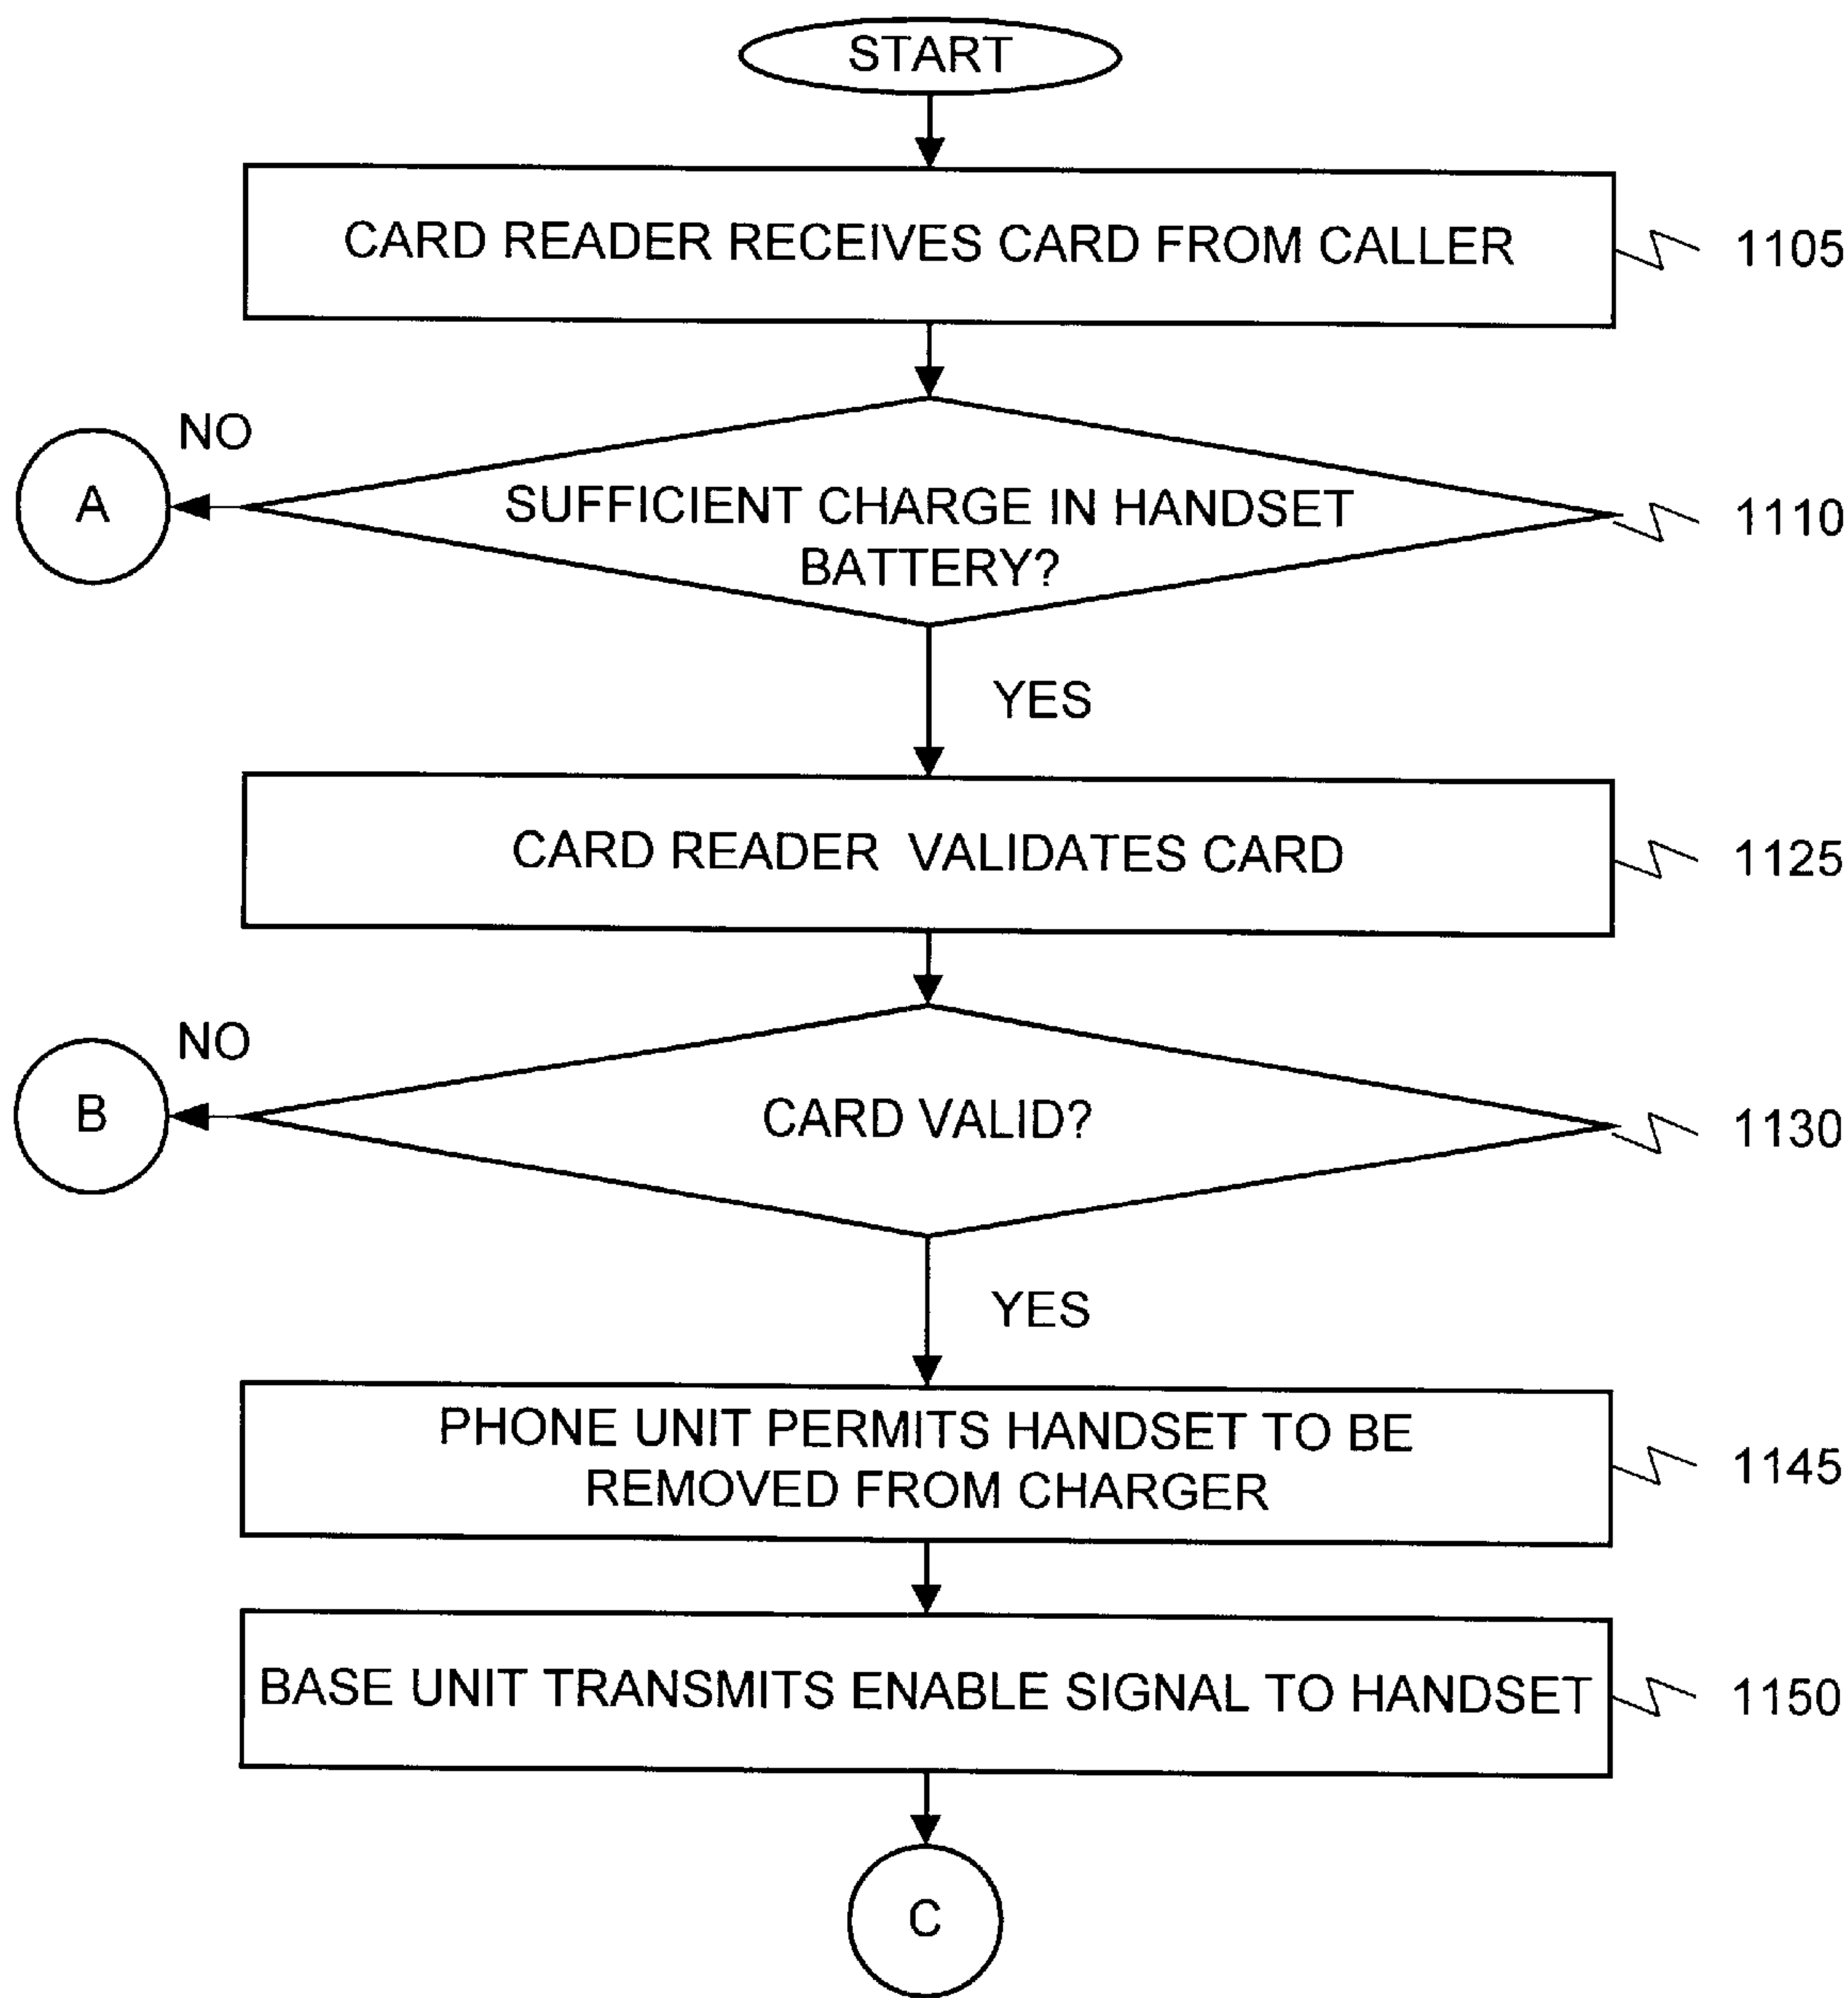 START
CARD READER RECEIVES CARD FROM CALLER
1105
NO
A
SUFFICIENT CHARGE IN HANDSET
BATTERY?
1110
YES
CARD READER VALIDATES CARD
1125
NO
B
CARD VALID?
1130
YES
PHONE UNIT PERMITS HANDSET TO BE
REMOVED FROM CHARGER
1145
BASE UNIT TRANSMITS ENABLE SIGNAL TO HANDSET
1150
C